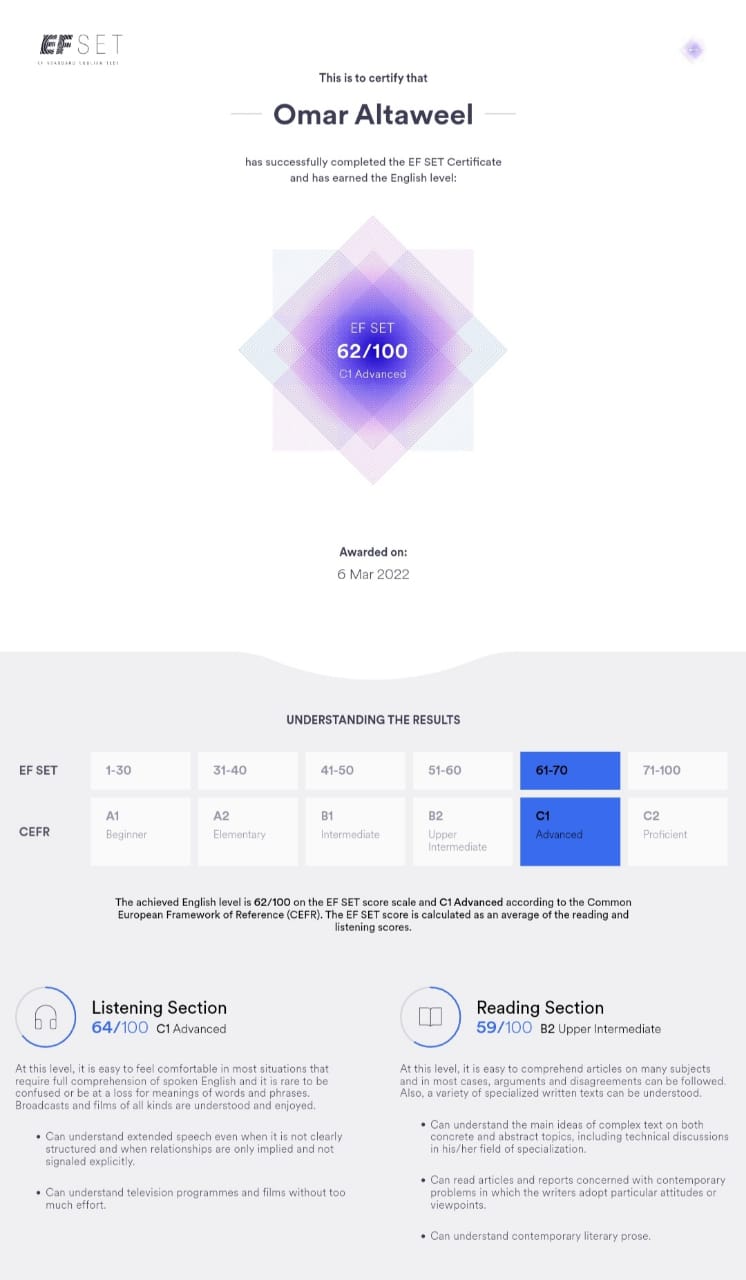 EF SET
EF STANDARD ENGLISH TEST
This is to certify that
Omar Altaweel
has successfully completed the EF SET Certificate
and has earned the English level:
EF SET
62/100
C1 Advanced
Awarded on:
6 Mar 2022
UNDERSTANDING THE RESULTS
EF SET 1-30 31-40 41-50 51-60 61-70 71-100
CEFR A1 A2 B1 B2 C1 C2
Beginner Elementary Intermediate Upper Advanced Proficient
Intermediate
The achieved English level is 62/100 on the EF SET score scale and C1 Advanced according to the Common
European Framework of Reference (CEFR). The EF SET score is calculated as an average of the reading and
listening scores.
Listening Section
64/100 C1 Advanced
At this level, it is easy to feel comfortable in most situations that
require full comprehension of spoken English and it is rare to be
confused or be at a loss for meanings of words and phrases.
Broadcasts and films of all kinds are understood and enjoyed.
• Can understand extended speech even when it is not clearly
structured and when relationships are only implied and not
signaled explicitly.
• Can understand television programmes and films without too
much effort.
Reading Section
59/100 B2 Upper Intermediate
At this level, it is easy to comprehend articles on many subjects
and in most cases, arguments and disagreements can be followed.
Also, a variety of specialized written texts can be understood.
• Can understand the main ideas of complex text on both
concrete and abstract topics, including technical discussions
in his/her field of specialization.
• Can read articles and reports concerned with contemporary
problems in which the writers adopt particular attitudes or
viewpoints.
• Can understand contemporary literary prose.